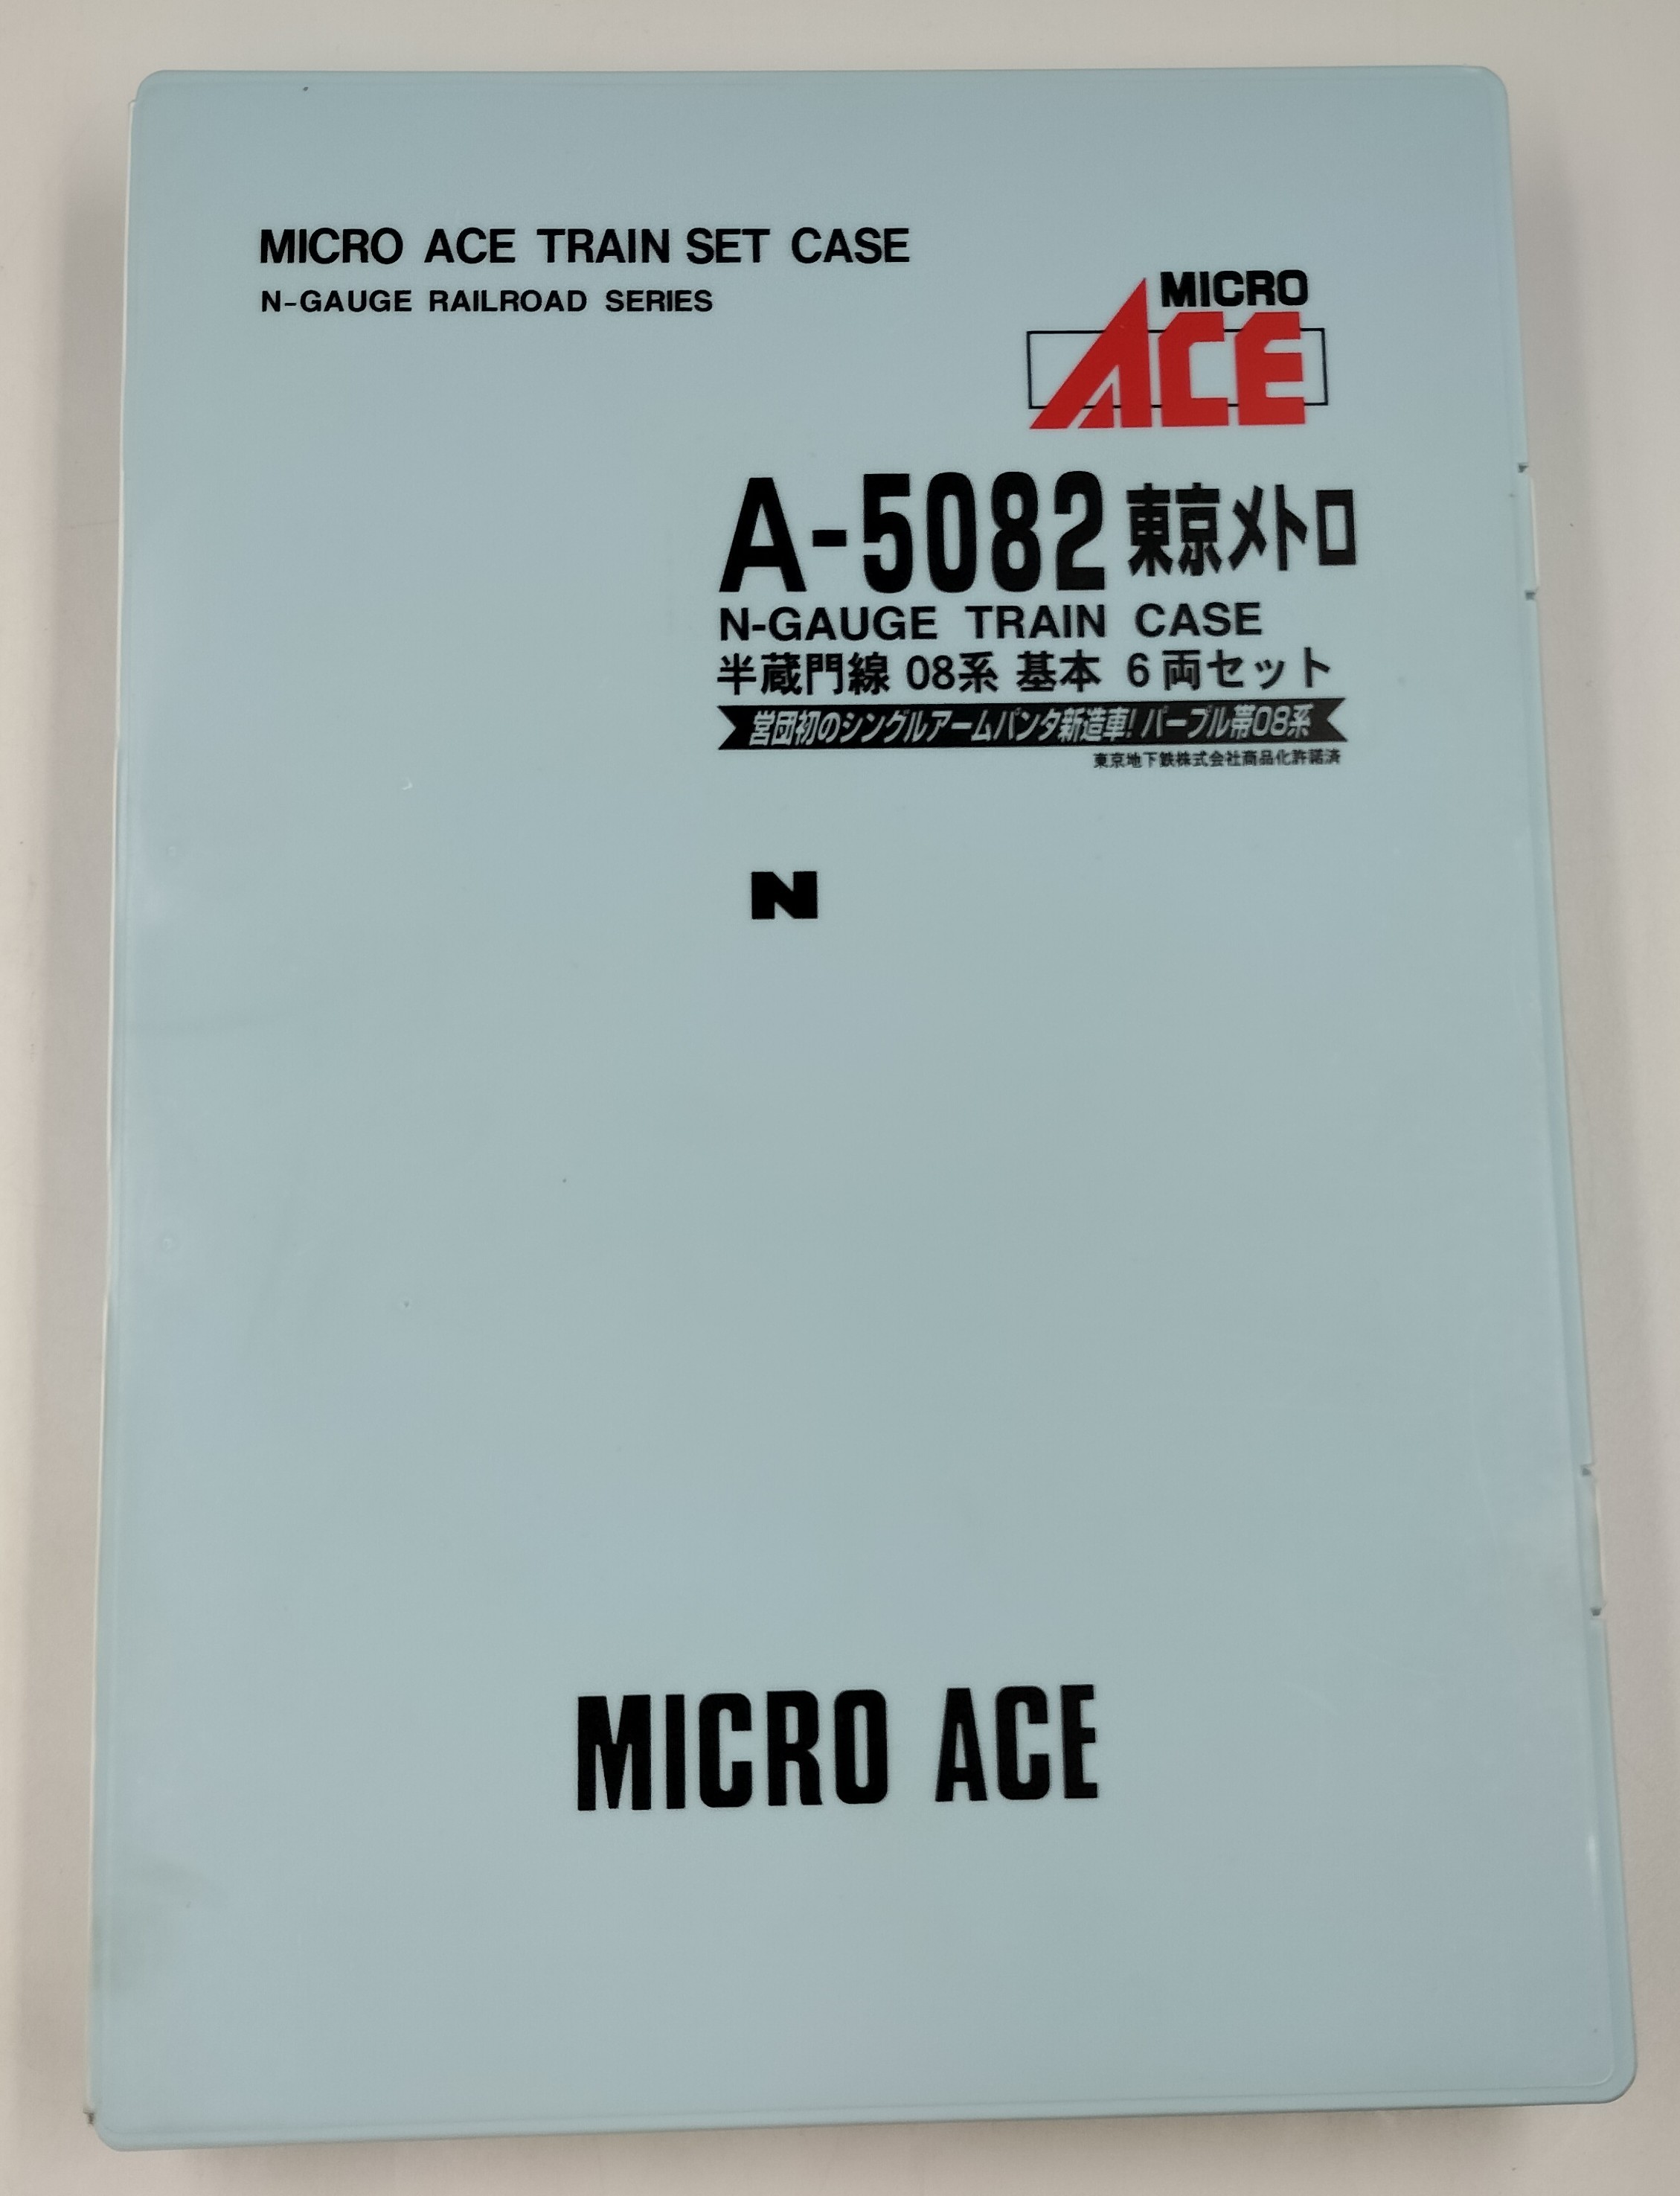 MICRO ACE TRAIN SET CASE
N-GAUGE RAILROAD SERIES
MICRO
ACE
A-5082 東京メトロ
N-GAUGE TRAIN CASE
半蔵門線 08系 基本 6両セット
営団初のシングルアームパンタ新造車! パープル帯08系
東京地下鉄株式会社商品化許諾済
N
MICRO ACE